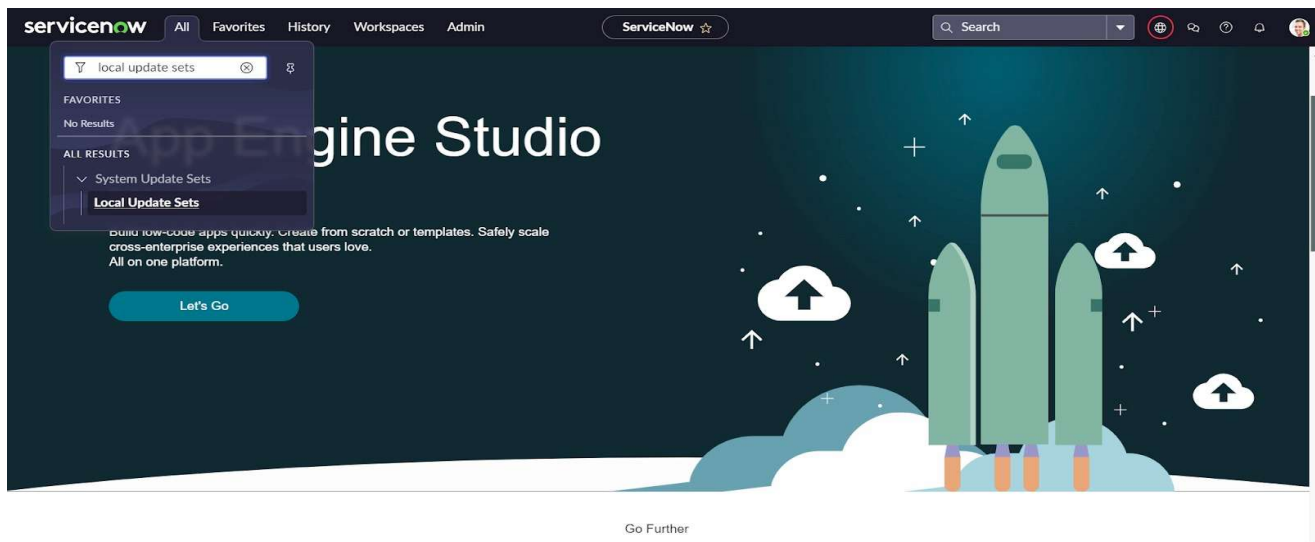 servicenow All Favorites History Workspaces Admin ServiceNow Search
local update sets
FAVORITES
No Results
ALL RESULTS
System Update Sets
Local Update Sets
App Engine Studio
Build low-code apps quickly. Create from scratch or templates. Safely scale
cross-enterprise experiences that users love.
All on one platform.
Let's Go
Go Further